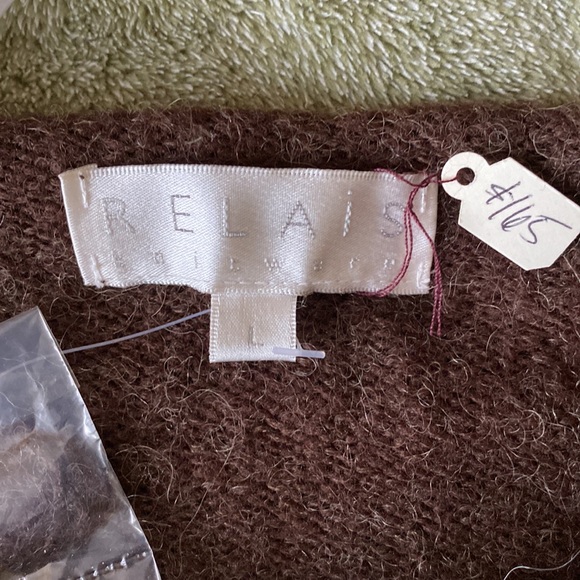 RELAiS
KNITWEAR
L
$165